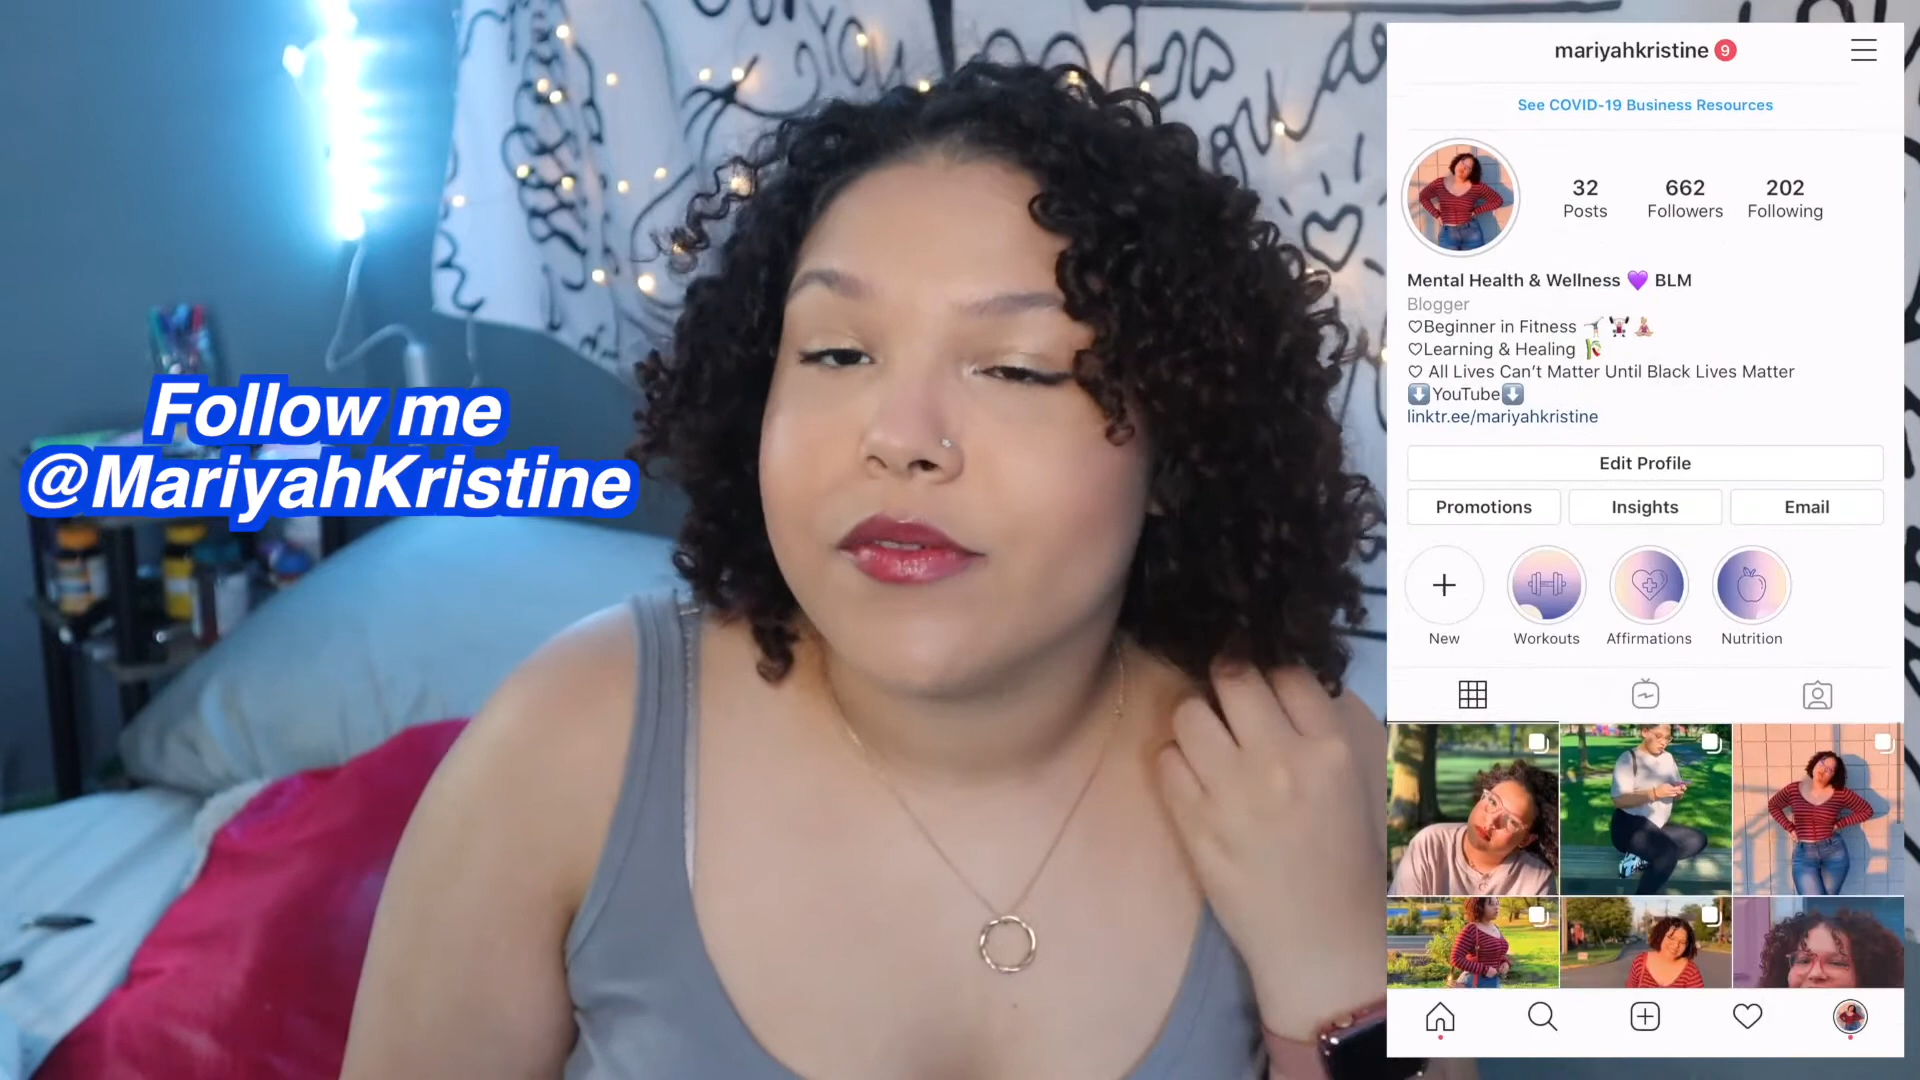 Follow me
@MariyahKristine
mariyahkristine 9
See COVID-19 Business Resources
32
Posts
662
Followers
202
Following
Mental Health & Wellness 💜 BLM
Blogger
♡Beginner in Fitness 🤸🏻‍♀️🏋🏻‍♀️🧘🏼‍♀️
♡Learning & Healing
♡ All Lives Can't Matter Until Black Lives Matter
⬇️YouTube⬇️
linktr.ee/mariyahkristine
Edit Profile
Promotions
Insights
Email
New
Workouts
Affirmations
Nutrition
you